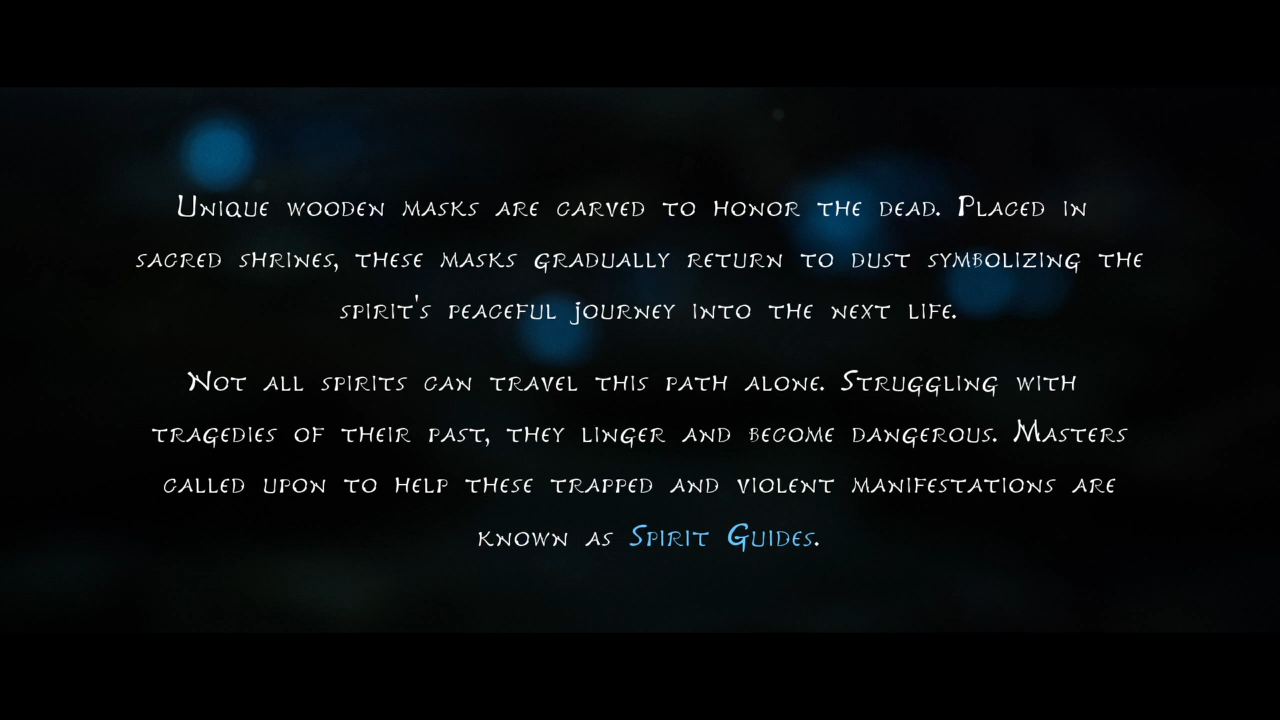 Unique wooden masks are carved to honor the dead. Placed in
sacred shrines, these masks gradually return to dust symbolizing the
spirit's peaceful journey into the next life.
Not all spirits can travel this path alone. Struggling with
tragedies of their past, they linger and become dangerous. Masters
called upon to help these trapped and violent manifestations are
known as Spirit Guides.